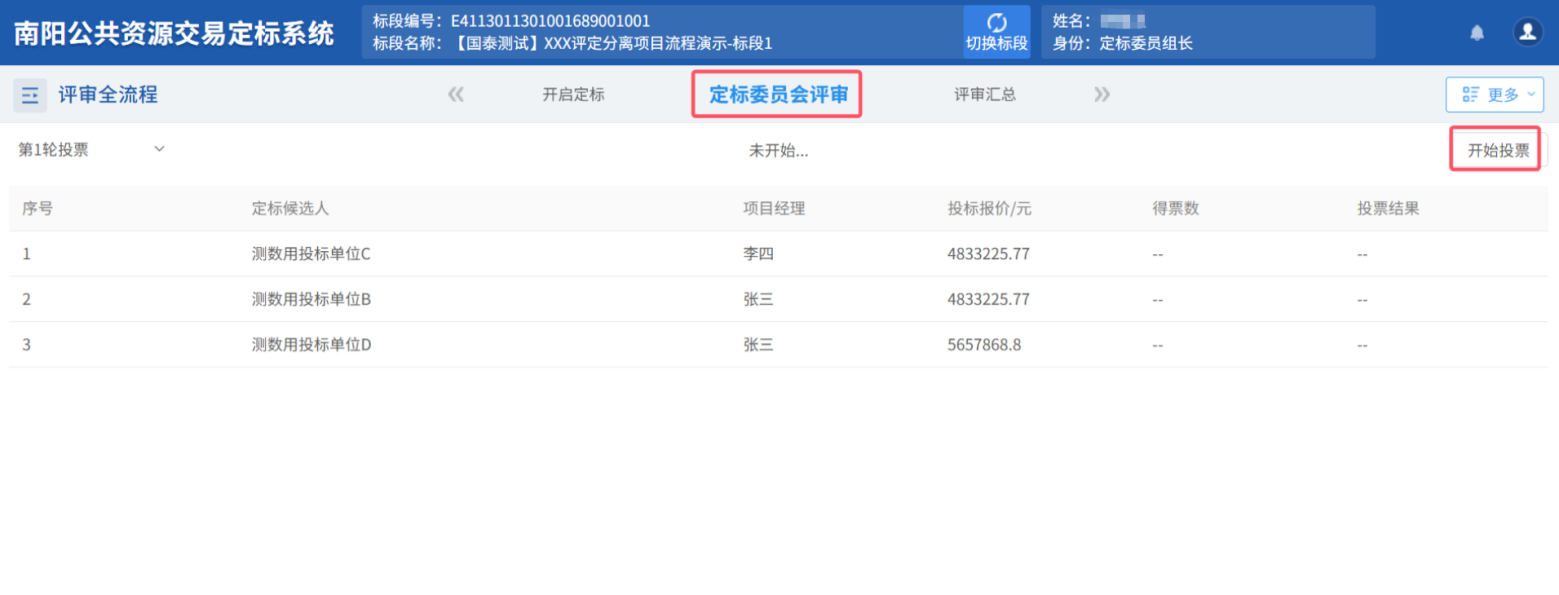 南阳公共资源交易定标系统
标段编号：E4113011301001689001001
标段名称：【国泰测试】XXX评定分离项目流程演示-标段1
切换标段
姓名：
身份：定标委员组长
评审全流程
开启定标
定标委员会评审
评审汇总
更多
第1轮投票
未开始...
开始投票
序号 定标候选人 项目经理 投标报价/元 得票数 投票结果
1 测数用投标单位C 李四 4833225.77 -- --
2 测数用投标单位B 张三 4833225.77 -- --
3 测数用投标单位D 张三 5657868.8 -- --